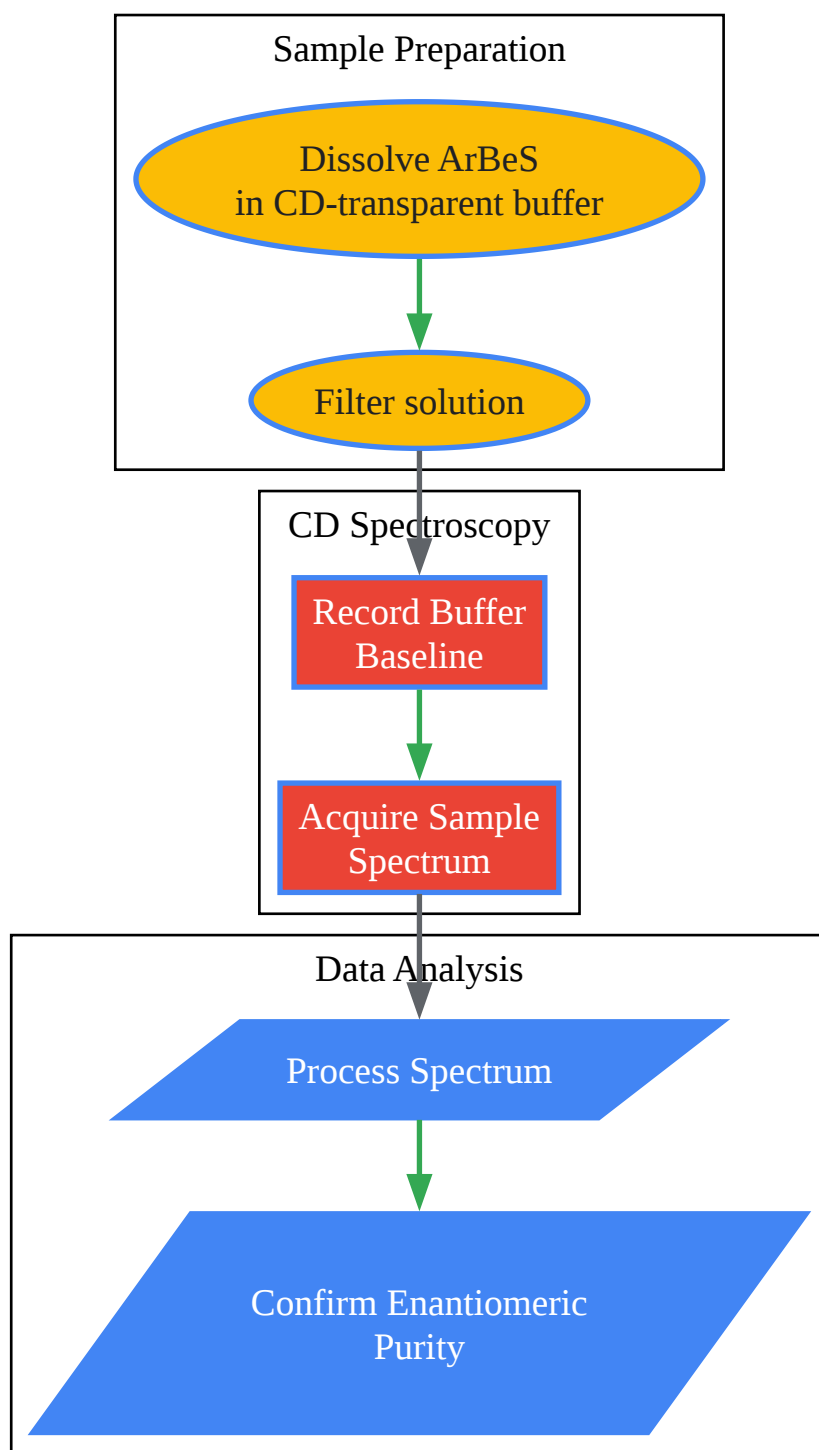 Sample Preparation
Dissolve ArBeS
in CD-transparent buffer
Filter solution
CD Spectroscopy
Record Buffer
Baseline
Acquire Sample
Spectrum
Data Analysis
Process Spectrum
Confirm Enantiomeric
Purity